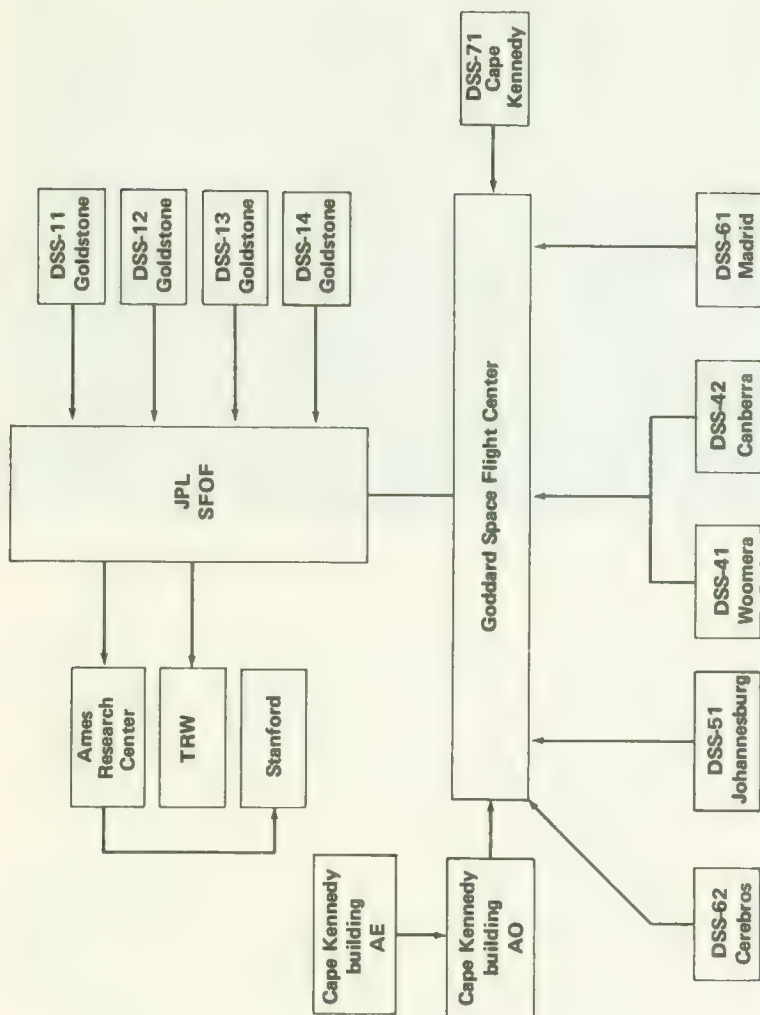 DSS-11
Goldstone
DSS-12
Goldstone
DSS-13
Goldstone
DSS-14
Goldstone
JPL
SFOF
Ames
Research
Center
TRW
Stanford
Cape Kennedy
building
AE
Cape Kennedy
building
AO
Goddard Space Flight Center
DSS-71
Cape
Kennedy
DSS-62
Cerebros
DSS-51
Johannesburg
DSS-41
Woomera
DSS-42
Canberra
DSS-61
Madrid